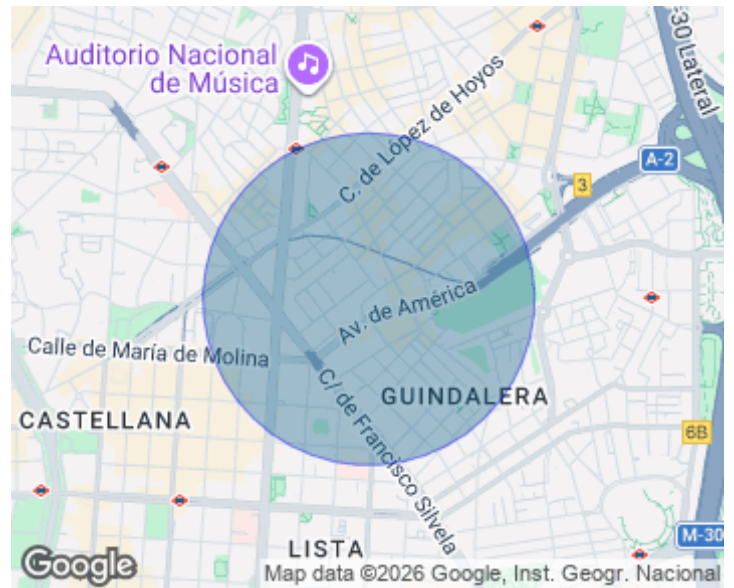 Auditorio Nacional
de Música
M-30 Lateral
C. de López de Hoyos
A-2
3
Av. de América
Calle de María de Molina
C/ de Francisco Silvela
GUINDALERA
CASTELLANA
6B
LISTA
M-30
Google
Map data ©2026 Google, Inst. Geogr. Nacional